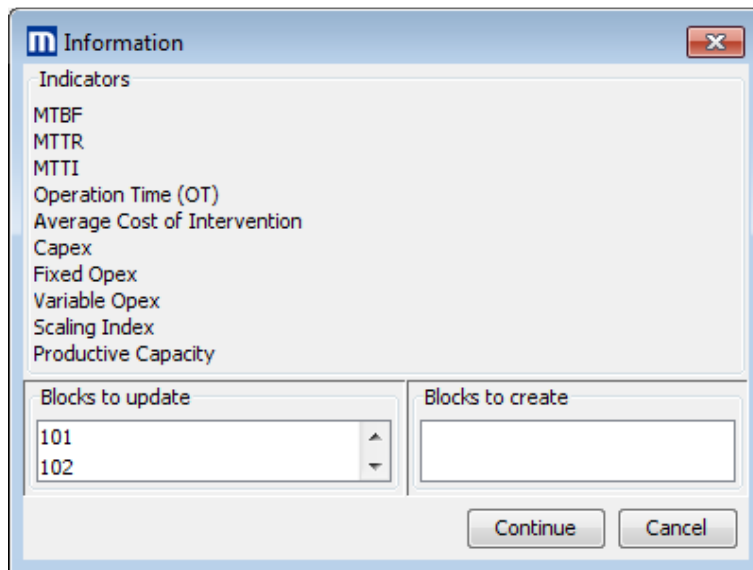 m Information
Indicators
MTBF
MTTR
MTTI
Operation Time (OT)
Average Cost of Intervention
Capex
Fixed Opex
Variable Opex
Scaling Index
Productive Capacity
Blocks to update
101
102
Blocks to create
Continue
Cancel